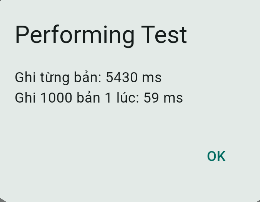 Performing Test
Ghi từng bản: 5430 ms
Ghi 1000 bản 1 lúc: 59 ms
OK